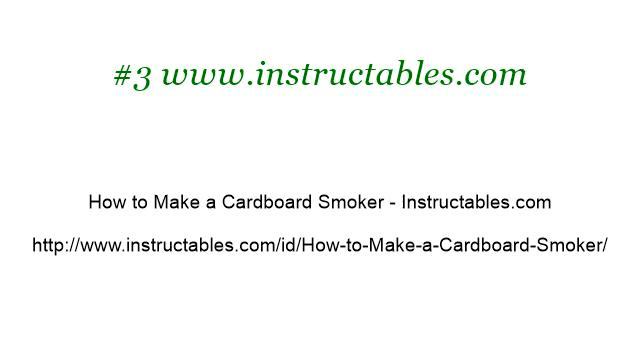 #3 www.instructables.com
How to Make a Cardboard Smoker - Instructables.com
http://www.instructables.com/id/How-to-Make-a-Cardboard-Smoker/